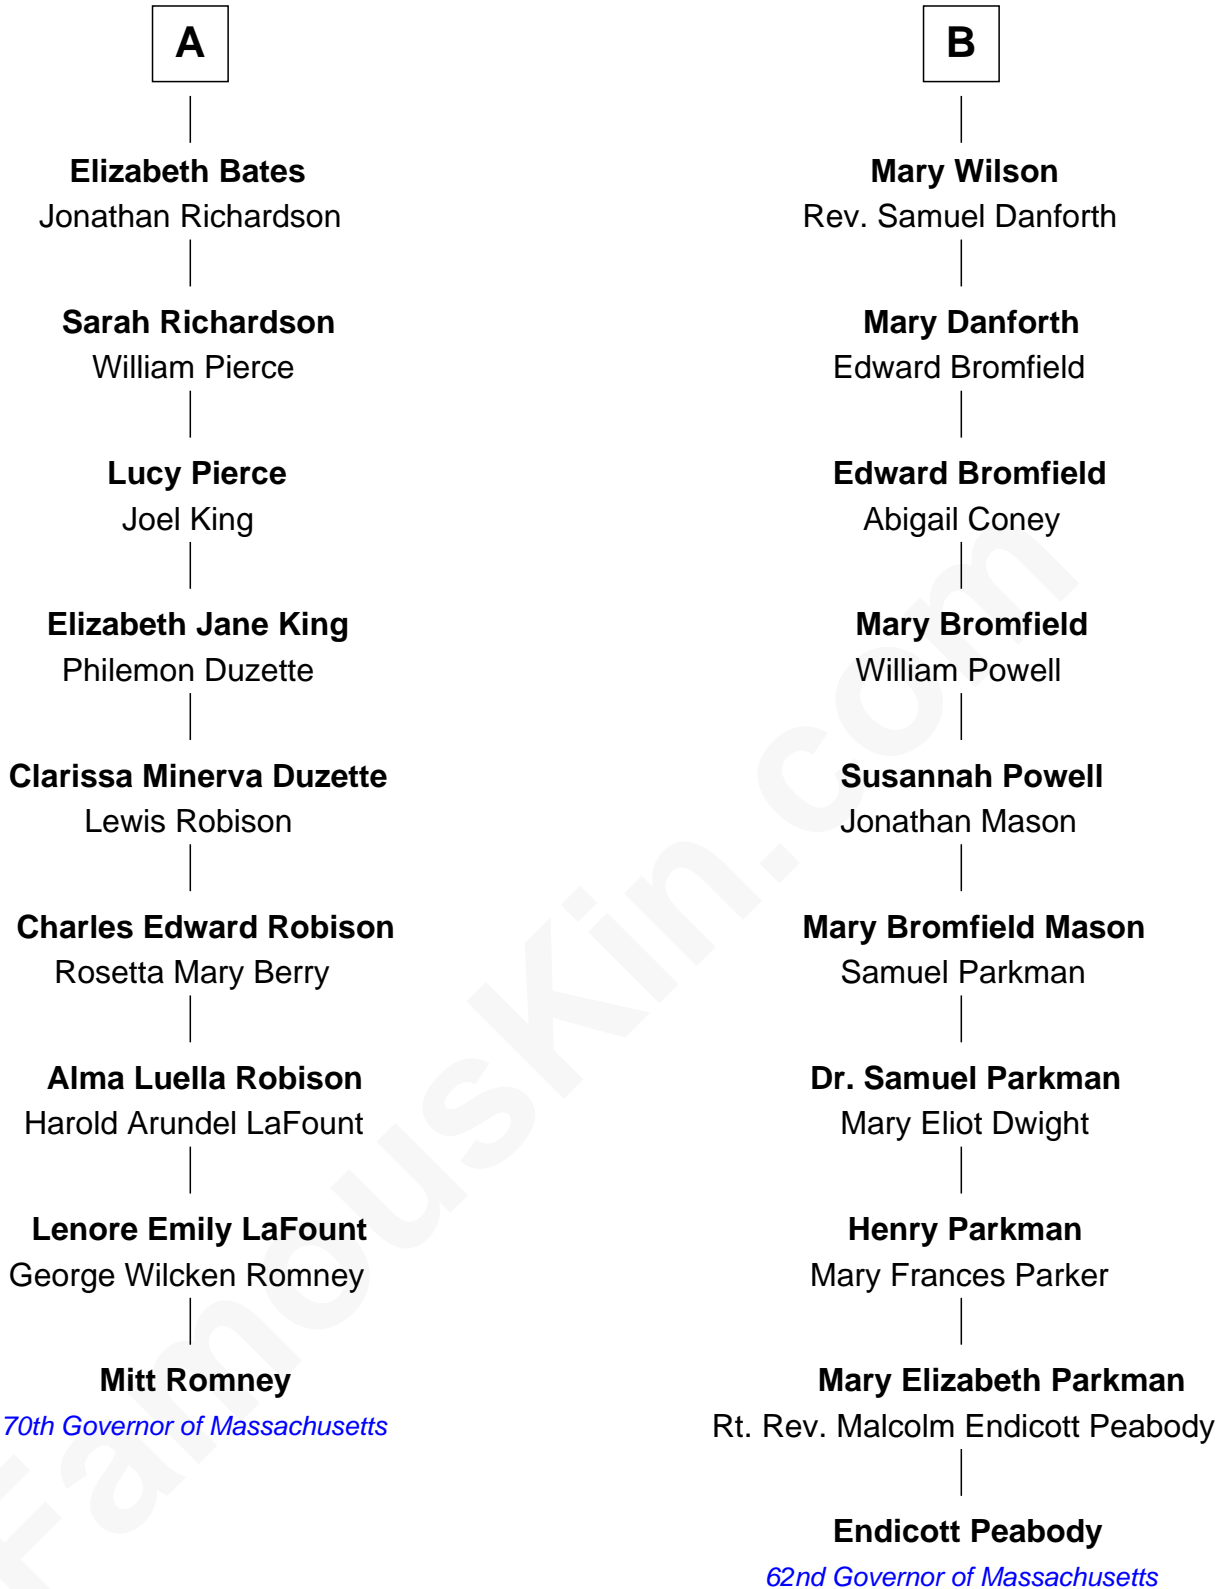 A
Elizabeth Bates
Jonathan Richardson
Sarah Richardson
William Pierce
Lucy Pierce
Joel King
Elizabeth Jane King
Philemon Duzette
Clarissa Minerva Duzette
Lewis Robison
Charles Edward Robison
Rosetta Mary Berry
Alma Luella Robison
Harold Arundel LaFount
Lenore Emily LaFount
George Wilcken Romney
Mitt Romney
70th Governor of Massachusetts
B
Mary Wilson
Rev. Samuel Danforth
Mary Danforth
Edward Bromfield
Edward Bromfield
Abigail Coney
Mary Bromfield
William Powell
Susannah Powell
Jonathan Mason
Mary Bromfield Mason
Samuel Parkman
Dr. Samuel Parkman
Mary Eliot Dwight
Henry Parkman
Mary Frances Parker
Mary Elizabeth Parkman
Rt. Rev. Malcolm Endicott Peabody
Endicott Peabody
62nd Governor of Massachusetts
FamousKin.com